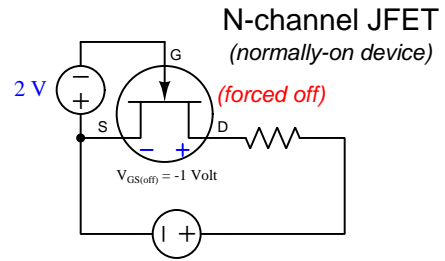 N-channel JFET
(normally-on device)
G
2 V
− +
(forced off)
S
D
− +
V_GS(off) = -1 Volt
− +